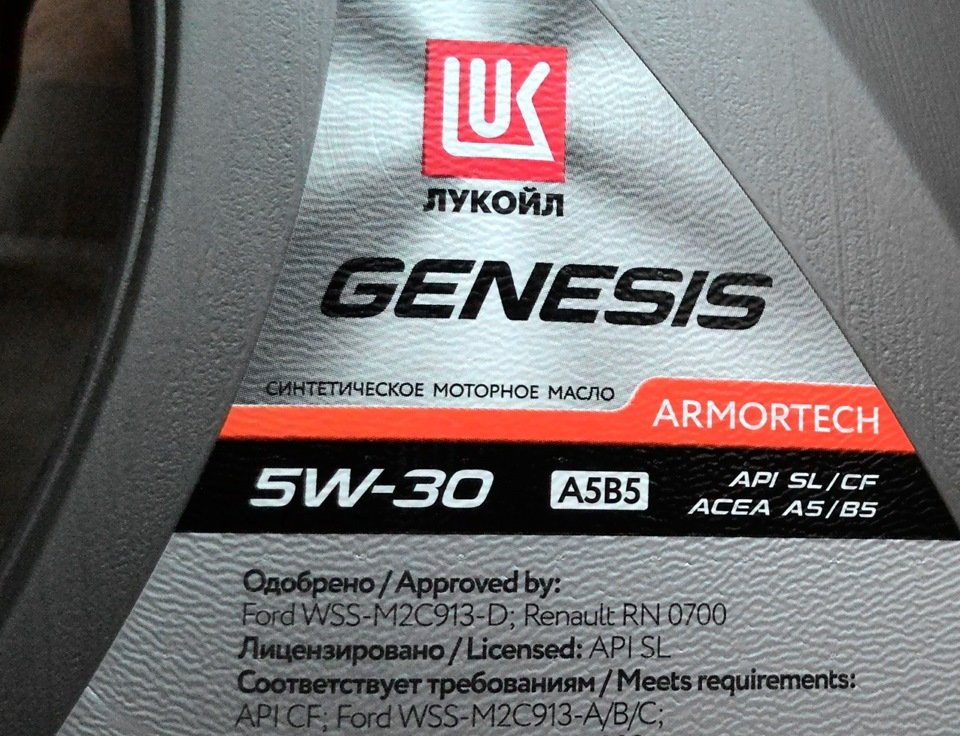 LUK
ЛУКОЙЛ
GENESIS
СИНТЕТИЧЕСКОЕ МОТОРНОЕ МАСЛО
ARMORTECH
5W-30 A5B5 API SL/CF
ACEA A5/B5
Одобрено / Approved by:
Ford WSS-M2C913-D; Renault RN 0700
Лицензировано / Licensed: API SL
Соответствует требованиям / Meets requirements:
API CF; Ford WSS-M2C913-A/B/C;